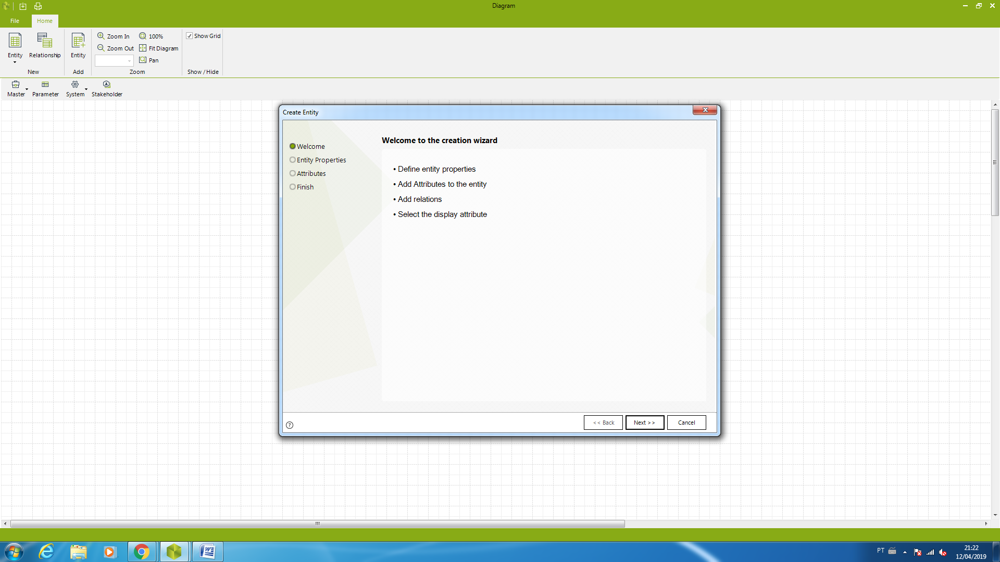 Diagram
File
Home
Entity
Relationship
New
Entity
Add
Zoom In
100%
Zoom Out
Fit Diagram
Pan
Zoom
Show Grid
Show / Hide
Master
Parameter
System
Stakeholder
Create Entity
Welcome
Entity Properties
Attributes
Finish
Welcome to the creation wizard
• Define entity properties
• Add Attributes to the entity
• Add relations
• Select the display attribute
?
<< Back
Next >>
Cancel
PT
21:22
12/04/2019